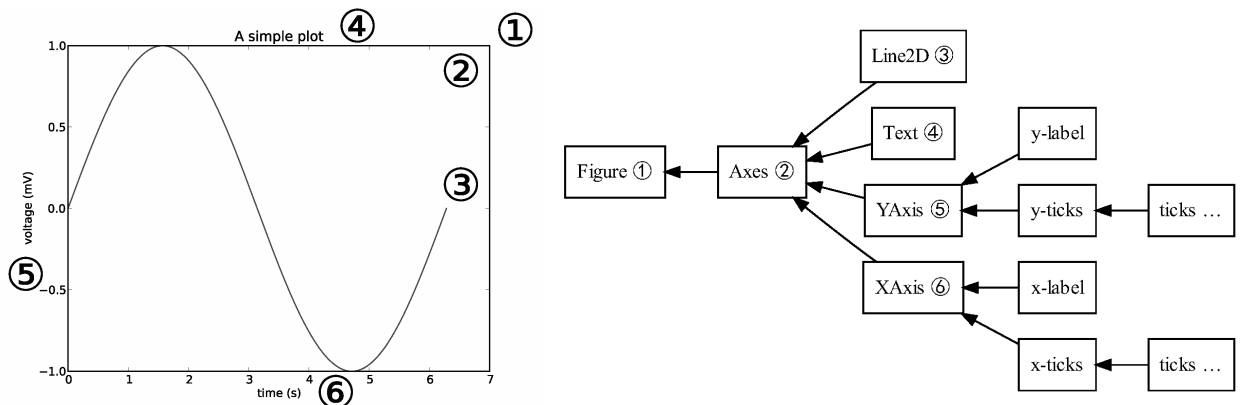 ④
①
A simple plot
1.0
②
0.5
③
0.0
voltage (mV)
⑤
−0.5
−1.0
0 1 2 3 4 5 6 7
time (s)
⑥
Line2D ③
Text ④
y-label
Figure ①
Axes ②
YAxis ⑤
y-ticks
ticks ...
XAxis ⑥
x-label
x-ticks
ticks ...